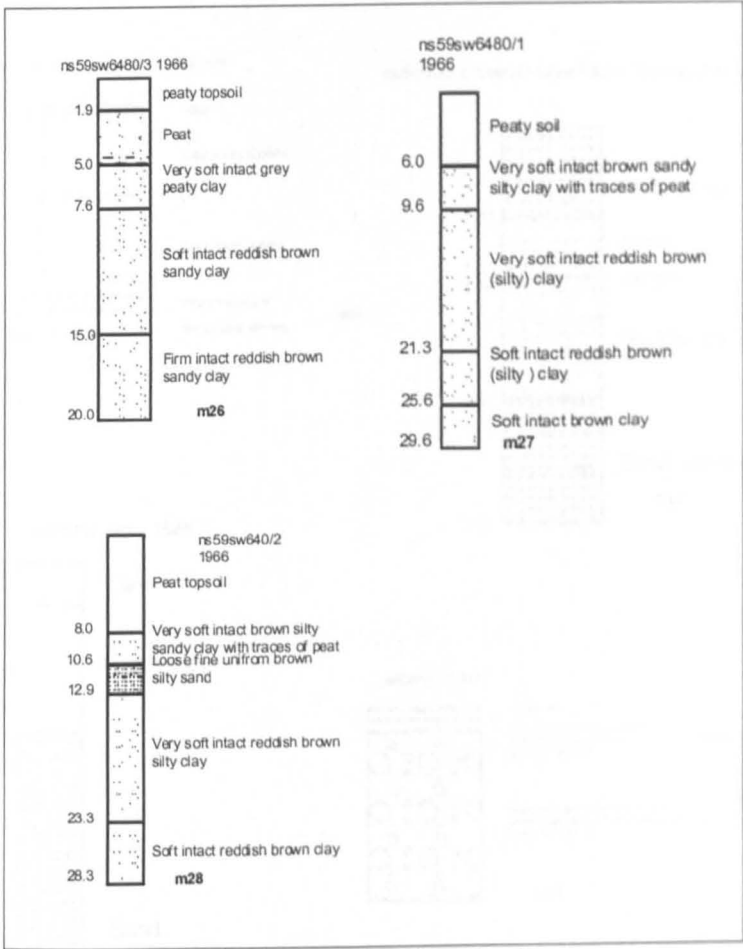 ns59sw6480/3 1966
peaty topsoil
1.9
Peat
5.0
Very soft intact grey
peaty clay
7.6
Soft intact reddish brown
sandy clay
15.0
Firm intact reddish brown
sandy clay
20.0
m26
ns59sw6480/1
1966
Peaty soil
6.0
Very soft intact brown sandy
silty clay with traces of peat
9.6
Very soft intact reddish brown
(silty) clay
21.3
Soft intact reddish brown
(silty ) clay
25.6
Soft intact brown clay
29.6
m27
ns59sw640/2
1966
Peat topsoil
8.0
Very soft intact brown silty
sandy clay with traces of peat
10.6
Loose fine unifrom brown
silty sand
12.9
Very soft intact reddish brown
silty clay
23.3
Soft intact reddish brown clay
28.3
m28